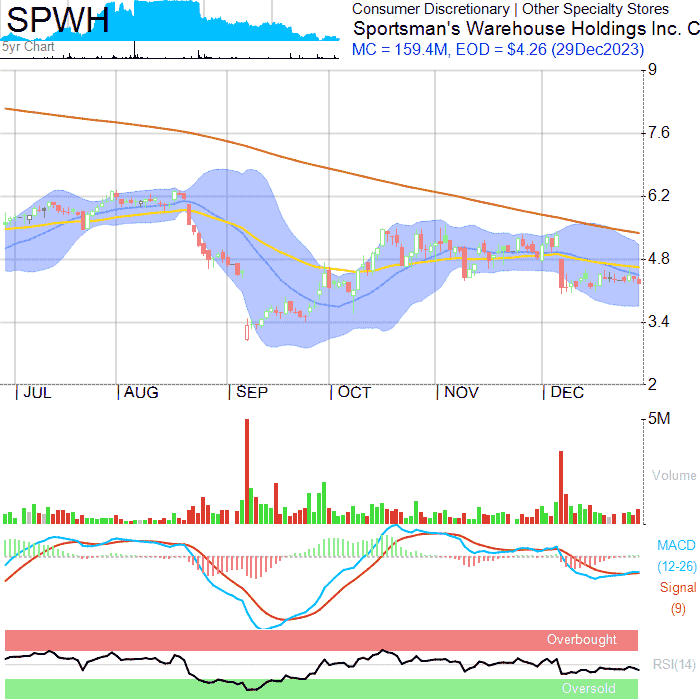 SPWH
5yr Chart
Consumer Discretionary | Other Specialty Stores
Sportsman's Warehouse Holdings Inc. C
MC = 159.4M, EOD = $4.26 (29Dec2023)
9
7.6
6.2
4.8
3.4
2
| JUL | AUG | SEP | OCT | NOV | DEC
5M
Volume
MACD
(12-26)
Signal
(9)
Overbought
RSI(14)
Oversold